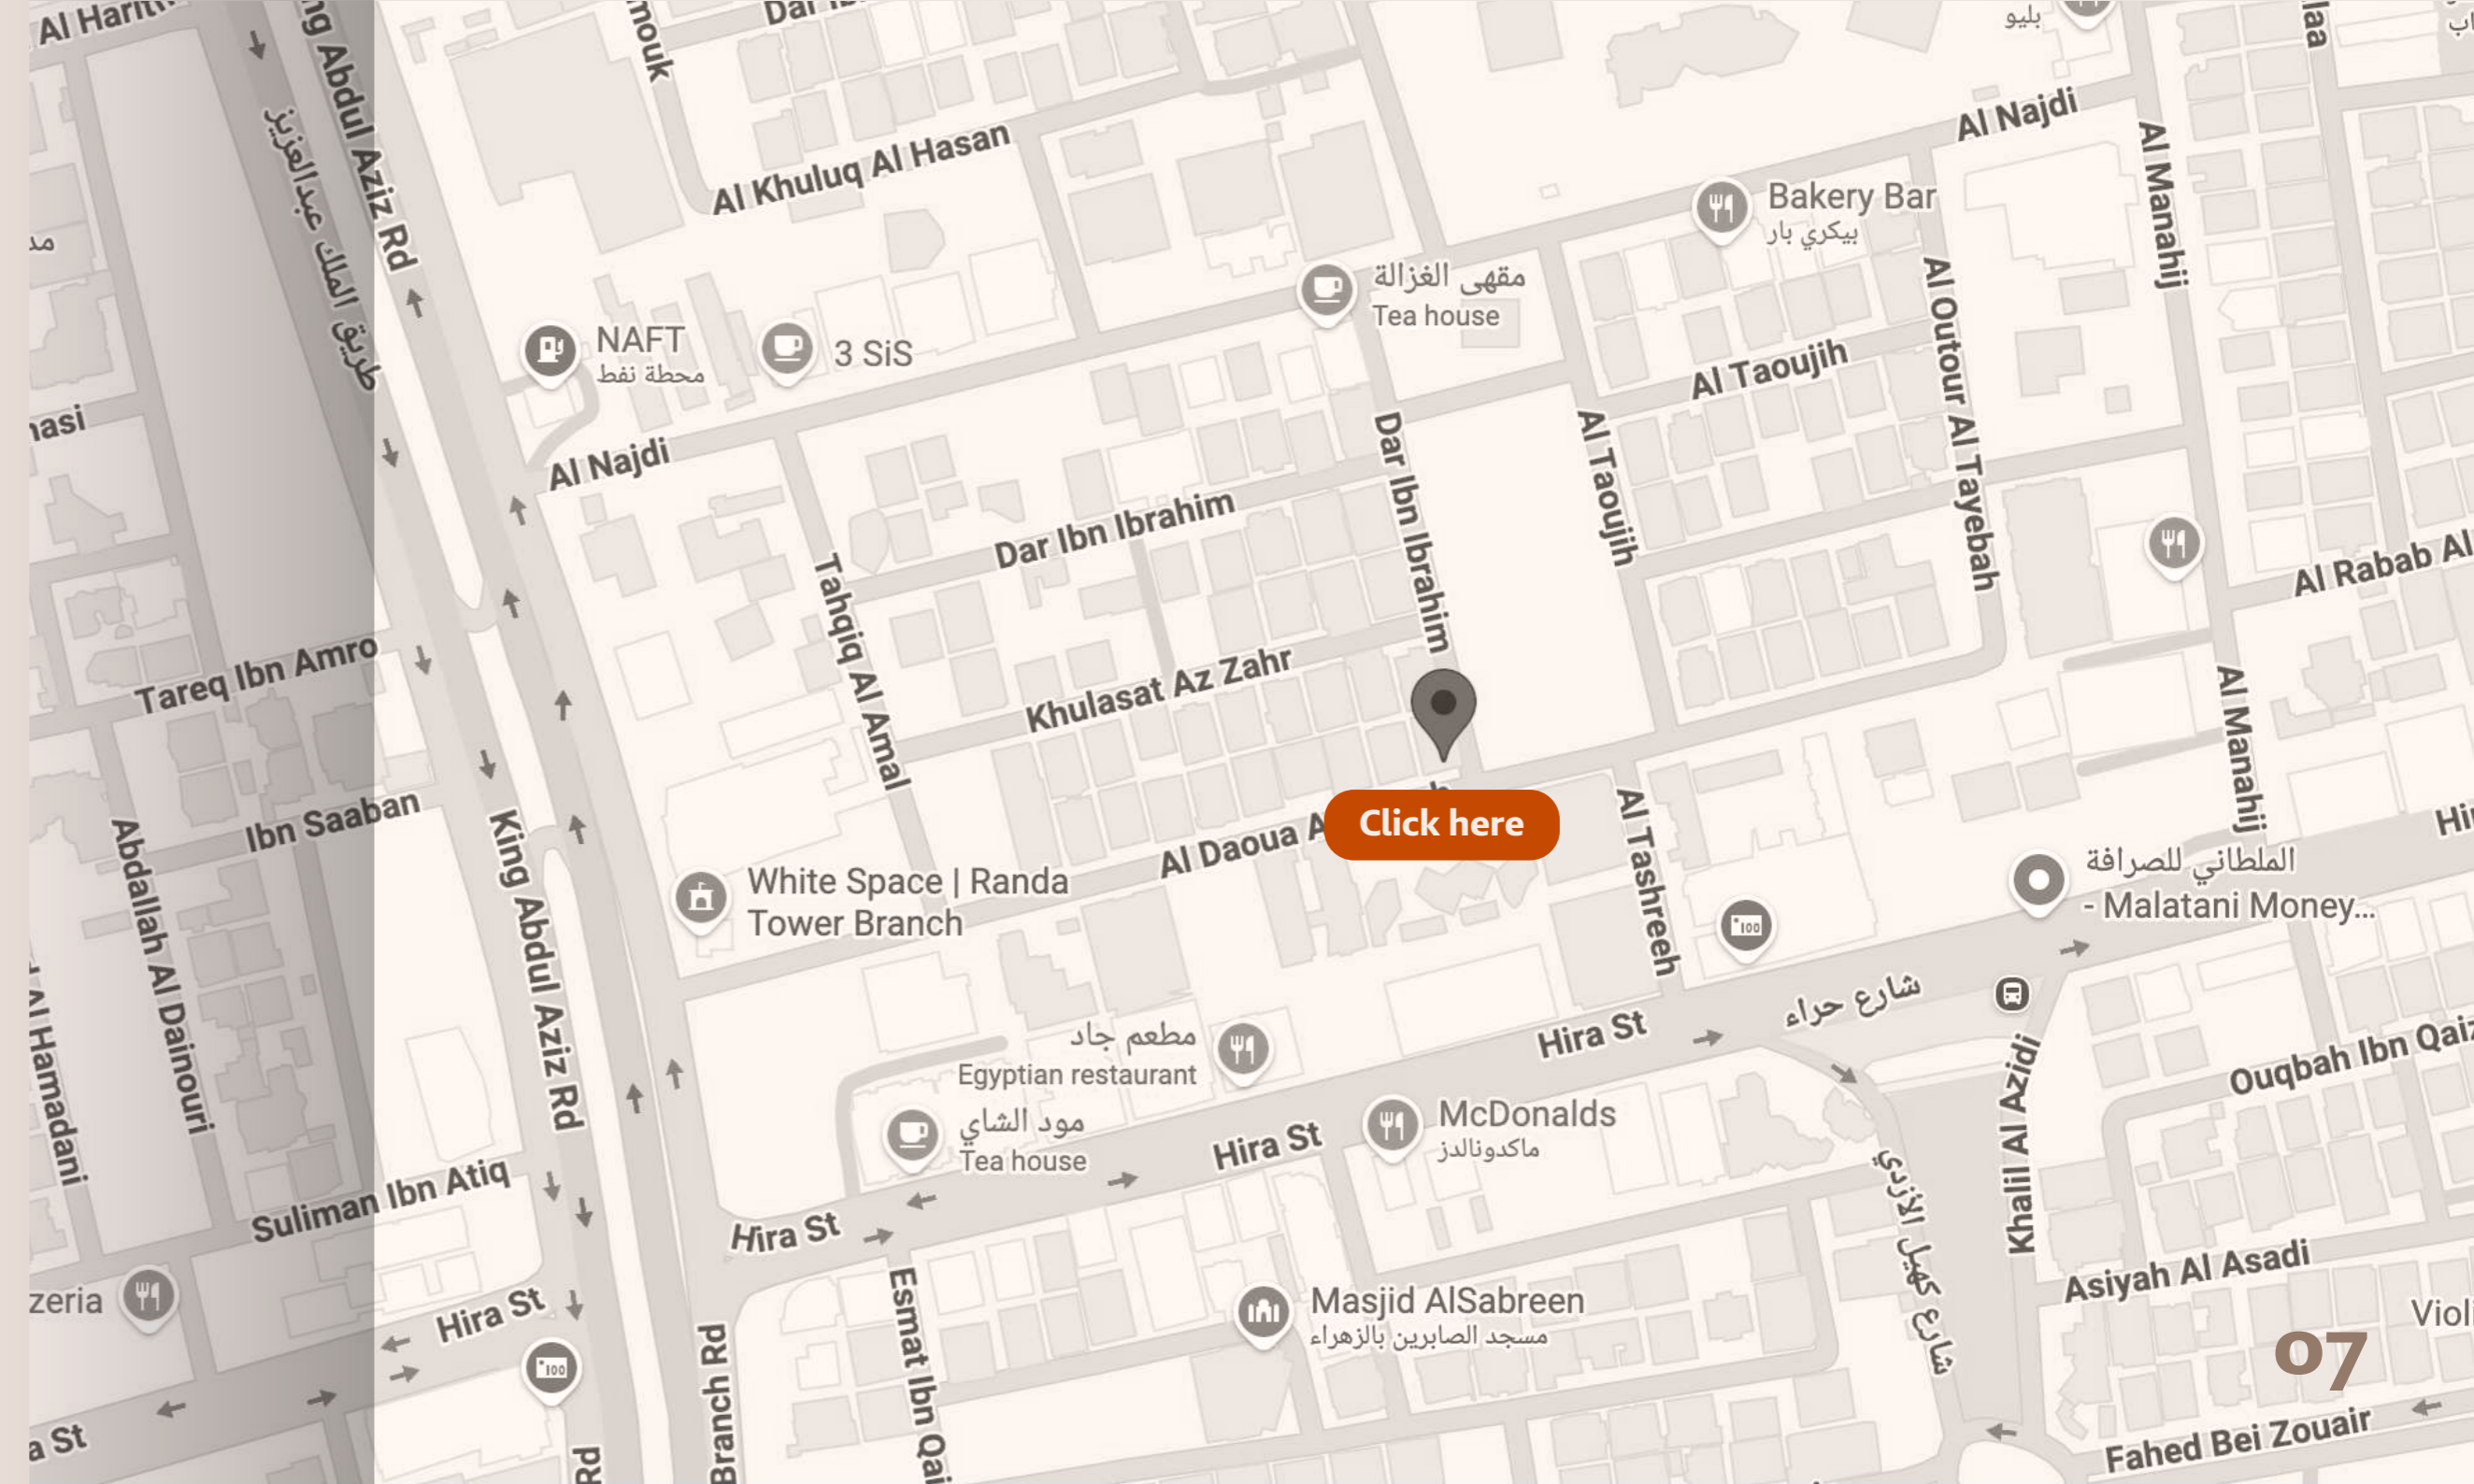 Al Najdi
بليو
Al Khuluq Al Hasan
King Abdul Aziz Rd
طريق الملك عبدالعزيز
Al Manahij
Bakery Bar
بيكري بار
مقهى الغزالة
Tea house
NAFT
محطة نفط
3 SiS
Al Taoujih
Al Outour Al Tayebah
Al Najdi
Dar Ibn Ibrahim
Al Taoujih
Dar Ibn Ibrahim
Tahqiq Al Amal
Al Rabab Al
Tareq Ibn Amro
Khulasat Az Zahr
Al Manahij
Ibn Saaban
Al Daoua
Click here
Al Tashreeh
Abdallah Al Dainouri
King Abdul Aziz Rd
White Space | Randa
Tower Branch
الملطاني للصرافة
- Malatani Money...
شارع حراء
Hira St
مطعم جاد
Egyptian restaurant
Al Hamadani
Khalil Al Azidi
Ouqbah Ibn Qaiz
مود الشاي
Tea house
Hira St
McDonalds
ماكدونالدز
Suliman Ibn Atiq
Hira St
شارع كهيل الأزدي
Asiyah Al Asadi
Hira St
Esmat Ibn Qai
Masjid AlSabreen
مسجد الصابرين بالزهراء
07
Branch Rd
Rd
a St
Fahed Bei Zouair